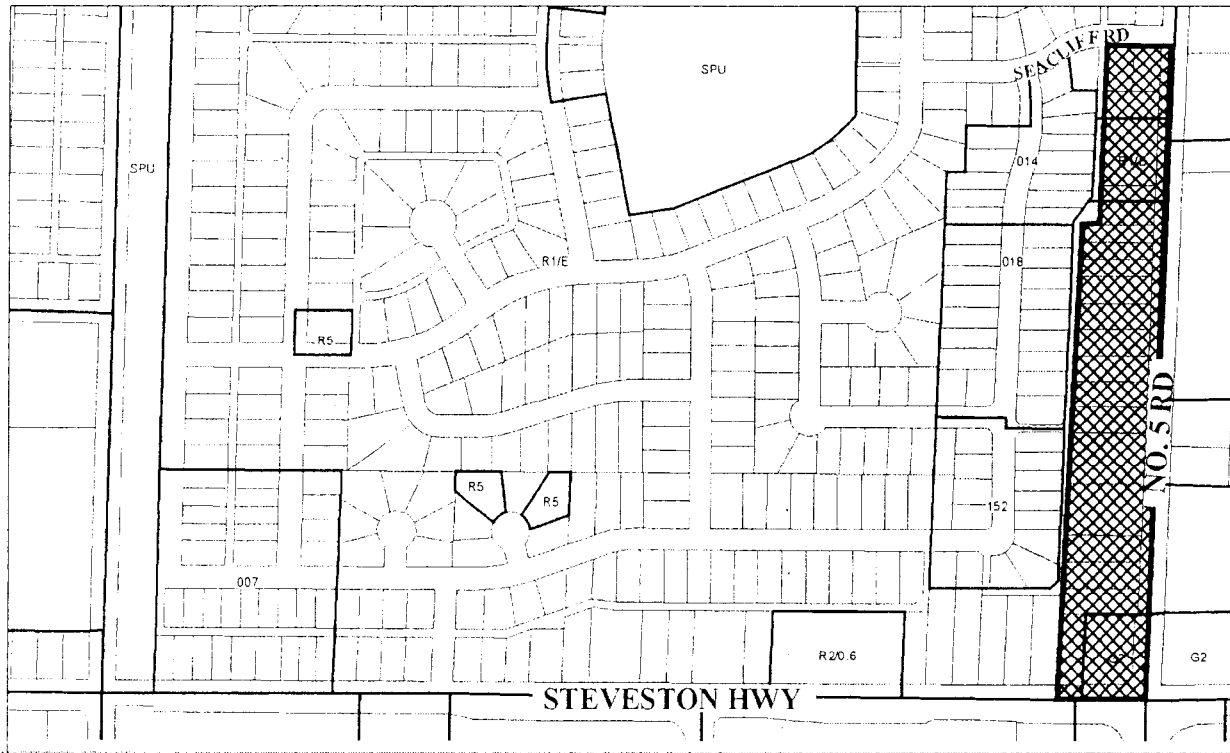 SEACLIFF RD
SPU
SPU
014
R1/E
018
R5
NO. 5 RD
R5
R5
152
007
R2/0.6
G2
STEVESTON HWY